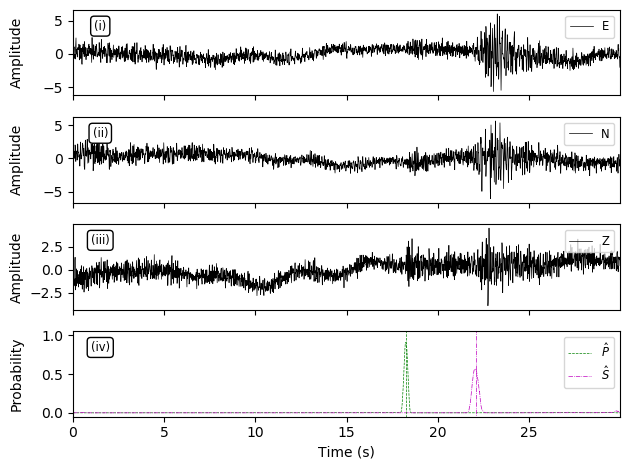 (i)
E
5
0
−5
Amplitude
(ii)
N
5
0
−5
Amplitude
(iii)
Z
2.5
0.0
−2.5
Amplitude
(iv)
P̂
Ŝ
1.0
0.5
0.0
Probability
0 5 10 15 20 25
Time (s)